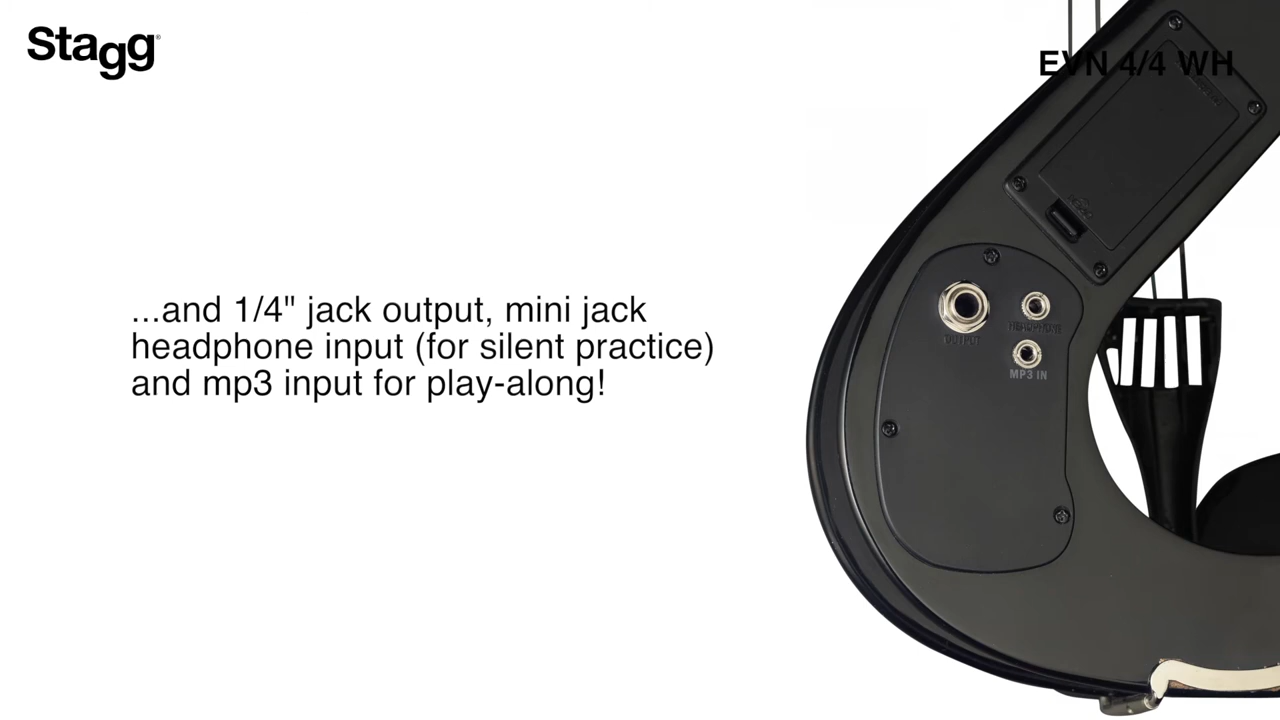 Stagg®
EVN 4/4 WH
...and 1/4" jack output, mini jack
headphone input (for silent practice)
and mp3 input for play-along!
OUTPUT
HEADPHONE
MP3 IN